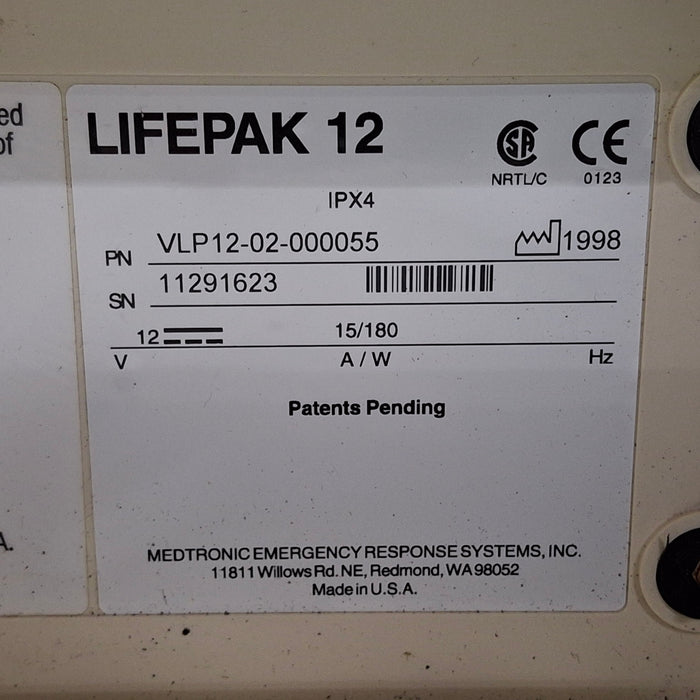 ed
of
LIFEPAK 12
SA CE
NRTL/C 0123
IPX4
PN VLP12-02-000055 1998
SN 11291623
12 15/180
V A / W Hz
Patents Pending
A.
MEDTRONIC EMERGENCY RESPONSE SYSTEMS, INC.
11811 Willows Rd. NE, Redmond, WA 98052
Made in U.S.A.